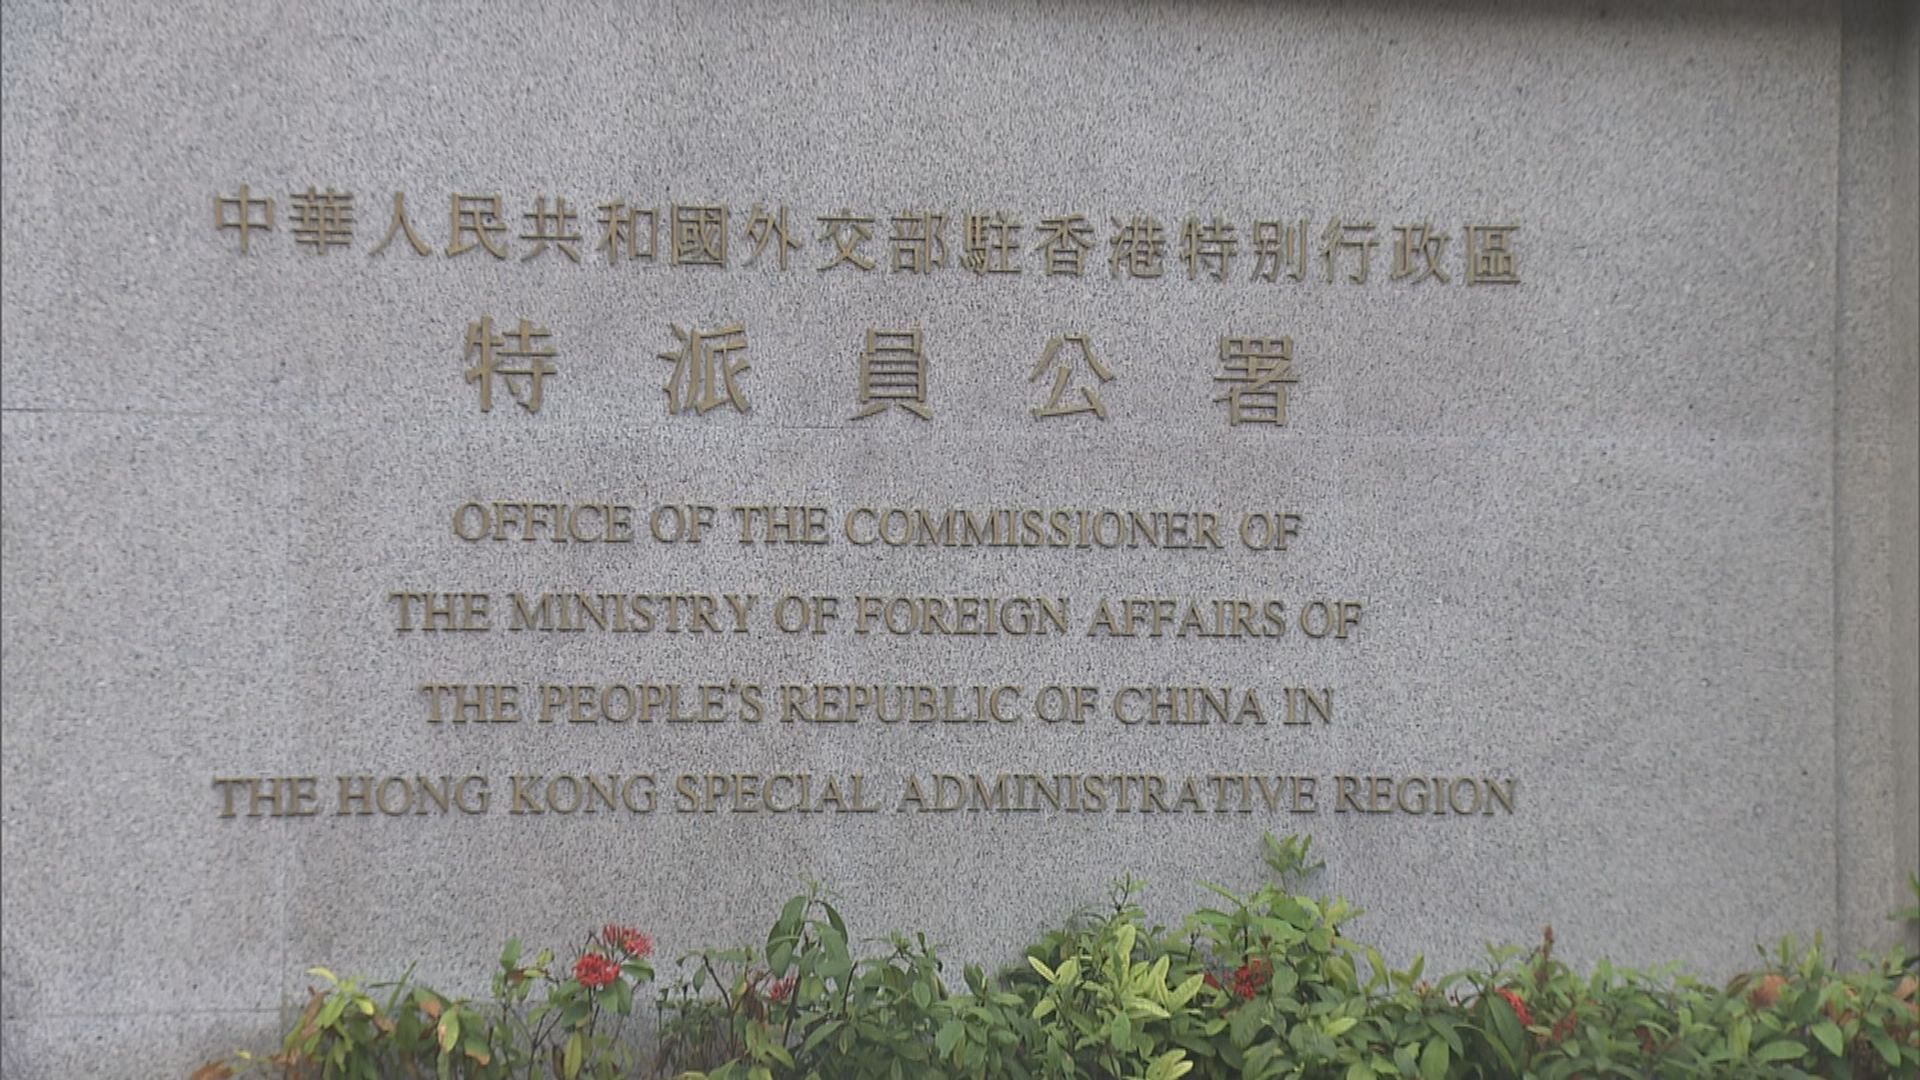 中華人民共和國外交部駐香港特別行政區
特派員公署
OFFICE OF THE COMMISSIONER OF
THE MINISTRY OF FOREIGN AFFAIRS OF
THE PEOPLE'S REPUBLIC OF CHINA IN
THE HONG KONG SPECIAL ADMINISTRATIVE REGION